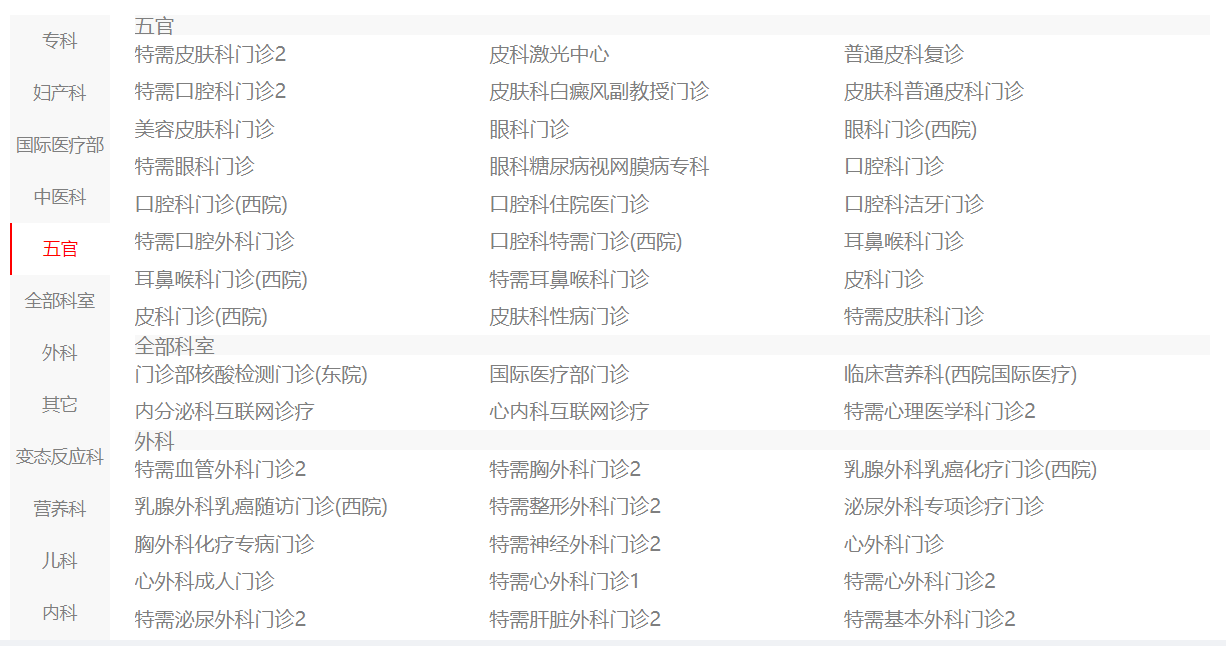 专科
妇产科
国际医疗部
中医科
五官
全部科室
外科
其它
变态反应科
营养科
儿科
内科
五官
特需皮肤科门诊2 皮科激光中心 普通皮科复诊
特需口腔科门诊2 皮肤科白癜风副教授门诊 皮肤科普通皮科门诊
美容皮肤科门诊 眼科门诊 眼科门诊(西院)
特需眼科门诊 眼科糖尿病视网膜病专科 口腔科门诊
口腔科门诊(西院) 口腔科住院医门诊 口腔科洁牙门诊
特需口腔外科门诊 口腔科特需门诊(西院) 耳鼻喉科门诊
耳鼻喉科门诊(西院) 特需耳鼻喉科门诊 皮科门诊
皮科门诊(西院) 皮肤科性病门诊 特需皮肤科门诊
全部科室
门诊部核酸检测门诊(东院) 国际医疗部门诊 临床营养科(西院国际医疗)
内分泌科互联网诊疗 心内科互联网诊疗 特需心理医学科门诊2
外科
特需血管外科门诊2 特需胸外科门诊2 乳腺外科乳癌化疗门诊(西院)
乳腺外科乳癌随访门诊(西院) 特需整形外科门诊2 泌尿外科专项诊疗门诊
胸外科化疗专病门诊 特需神经外科门诊2 心外科门诊
心外科成人门诊 特需心外科门诊1 特需心外科门诊2
特需泌尿外科门诊2 特需肝脏外科门诊2 特需基本外科门诊2